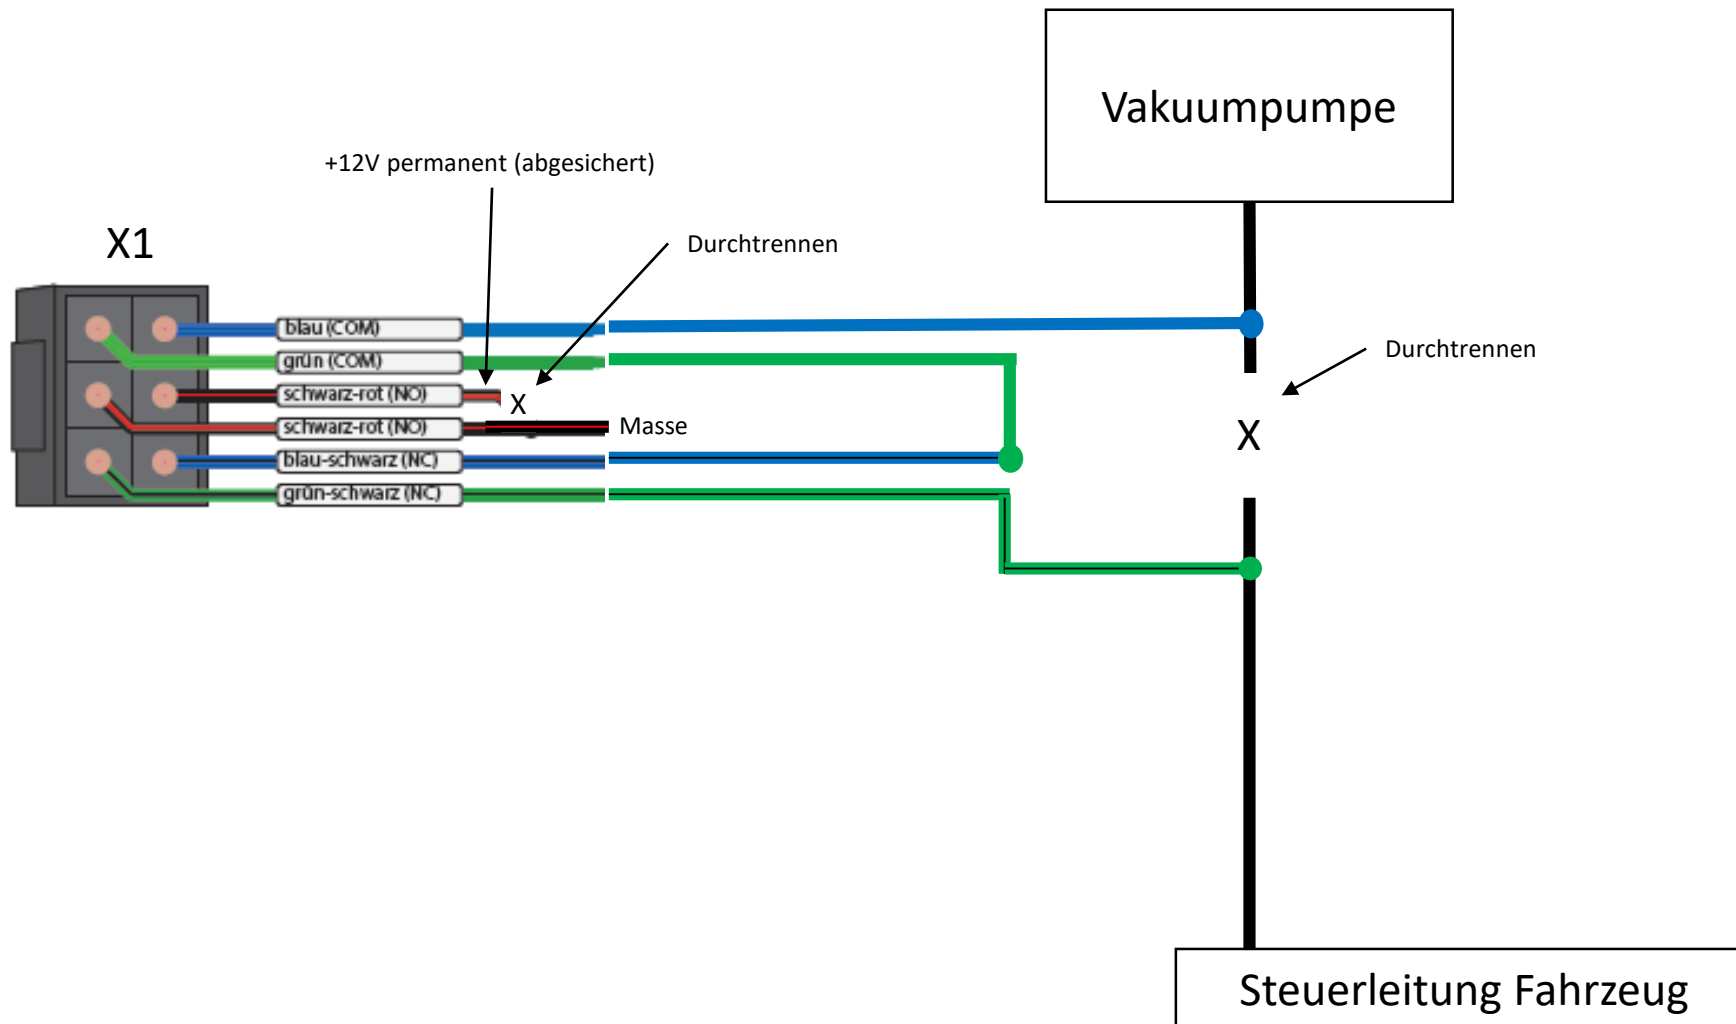 Vakuumpumpe
+12V permanent (abgesichert)
X1
Durchtrennen
blau (COM)
grün (COM)
Durchtrennen
schwarz-rot (NO)
X
schwarz-rot (NO)
Masse
X
blau-schwarz (NC)
grün-schwarz (NC)
Steuerleitung Fahrzeug